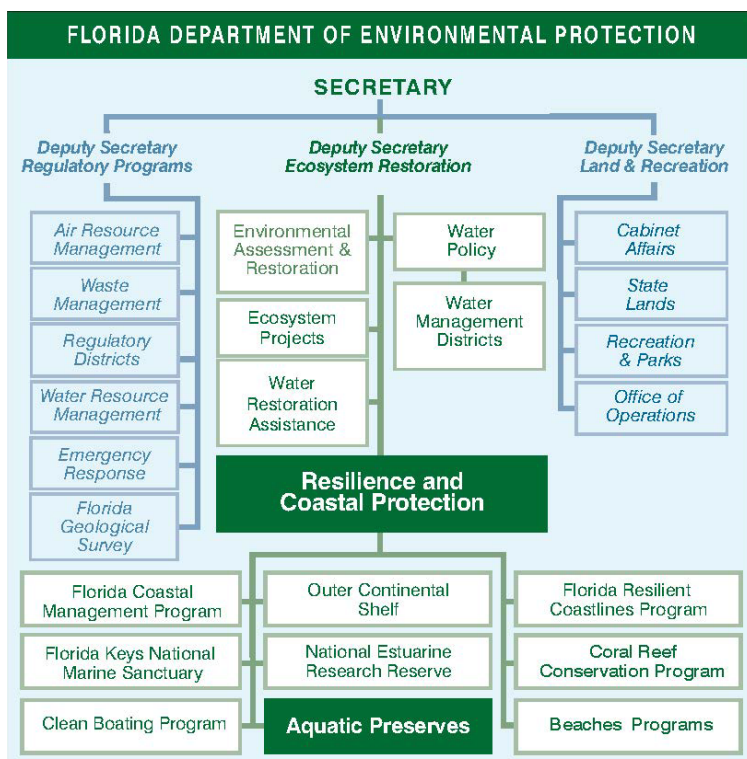 FLORIDA DEPARTMENT OF ENVIRONMENTAL PROTECTION
SECRETARY
Deputy Secretary
Regulatory Programs
Deputy Secretary
Ecosystem Restoration
Deputy Secretary
Land & Recreation
Air Resource
Management
Waste
Management
Regulatory
Districts
Water Resource
Management
Emergency
Response
Florida
Geological
Survey
Environmental
Assessment &
Restoration
Ecosystem
Projects
Water
Restoration
Assistance
Water
Policy
Water
Management
Districts
Cabinet
Affairs
State
Lands
Recreation
& Parks
Office of
Operations
Resilience and
Coastal Protection
Florida Coastal
Management Program
Outer Continental
Shelf
Florida Resilient
Coastlines Program
Florida Keys National
Marine Sanctuary
National Estuarine
Research Reserve
Coral Reef
Conservation Program
Clean Boating Program
Aquatic Preserves
Beaches Programs